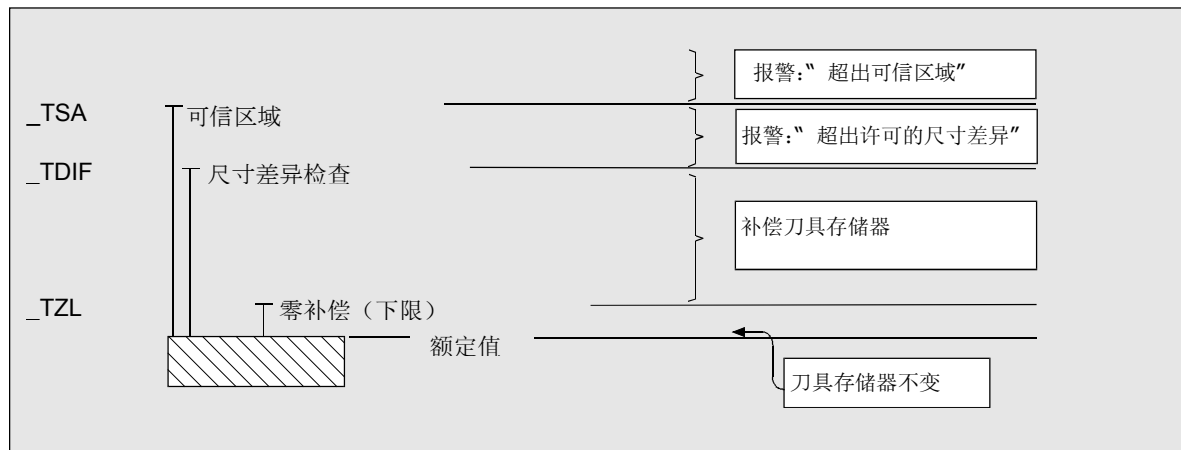 报警:“ 超出可信区域”
_TSA
可信区域
报警:“ 超出许可的尺寸差异”
_TDIF
尺寸差异检查
补偿刀具存储器
_TZL
零补偿（下限）
额定值
刀具存储器不变